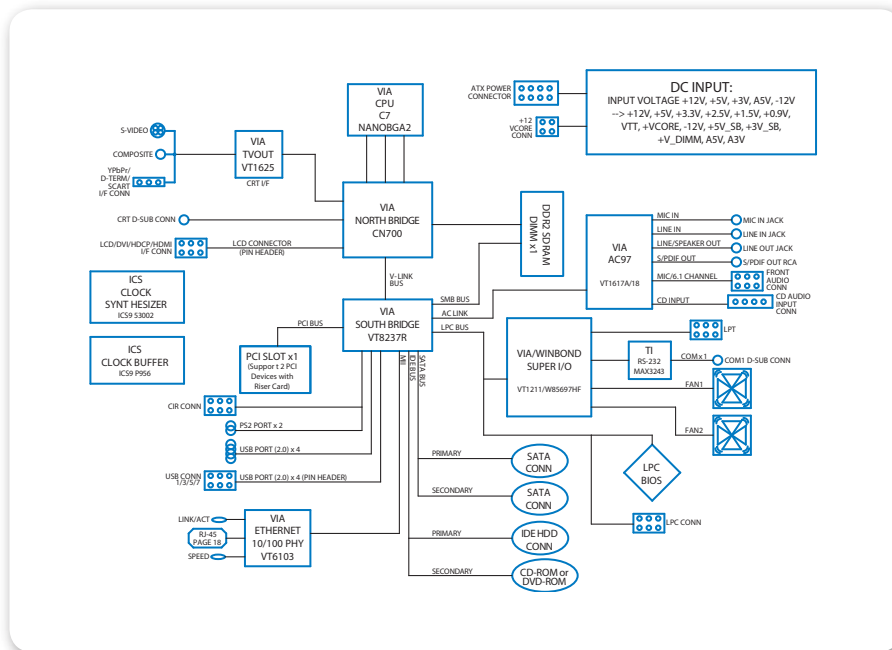 VIA
CPU
C7
NANOBGA2
ATX POWER
CONNECTOR
+12
VCORE
CONN
DC INPUT:
INPUT VOLTAGE +12V, +5V, +3V, A5V, -12V
--> +12V, +5V, +3.3V, +2.5V, +1.5V, +0.9V,
VTT, +VCORE, -12V, +5V_SB, +3V_SB,
+V_DIMM, A5V, A3V
S-VIDEO
COMPOSITE
YPbPr/
D-TERM/
SCART
I/F CONN
VIA
TVOUT
VT1625
CRT I/F
CRT D-SUB CONN
LCD/DVI/HDCP/HDMI
I/F CONN
LCD CONNECTOR
(PIN HEADER)
VIA
NORTH BRIDGE
CN700
DDR2 SDRAM
DIMM x 1
VIA
AC97
VT1617A/18
MIC IN
MIC IN JACK
LINE IN
LINE IN JACK
LINE/SPEAKER OUT
LINE OUT JACK
S/PDIF OUT
S/PDIF OUT RCA
MIC/6.1 CHANNEL
FRONT
AUDIO
CONN
CD INPUT
CD AUDIO
INPUT
CONN
V-LINK
BUS
ICS
CLOCK
SYNT HESIZER
ICS9 53002
ICS
CLOCK BUFFER
ICS9 P956
PCI BUS
VIA
SOUTH BRIDGE
VT8237R
SMB BUS
AC LINK
LPC BUS
PCI SLOT x1
(Suppor t 2 PCI
Devices with
Riser Card)
MII
IDE BUS
SATA BUS
VIA/WINBOND
SUPER I/O
VT1211/W85697HF
LPT
TI
RS-232
MAX3243
COM x 1
COM1 D-SUB CONN
FAN1
FAN2
CIR CONN
PS2 PORT x 2
USB PORT (2.0) x 4
USB CONN
1/3/5/7
USB PORT (2.0) x 4 (PIN HEADER)
PRIMARY
SATA
CONN
SECONDARY
SATA
CONN
LPC
BIOS
LPC CONN
LINK/ACT
RJ-45
PAGE 18
SPEED
VIA
ETHERNET
10/100 PHY
VT6103
PRIMARY
IDE HDD
CONN
SECONDARY
CD-ROM or
DVD-ROM